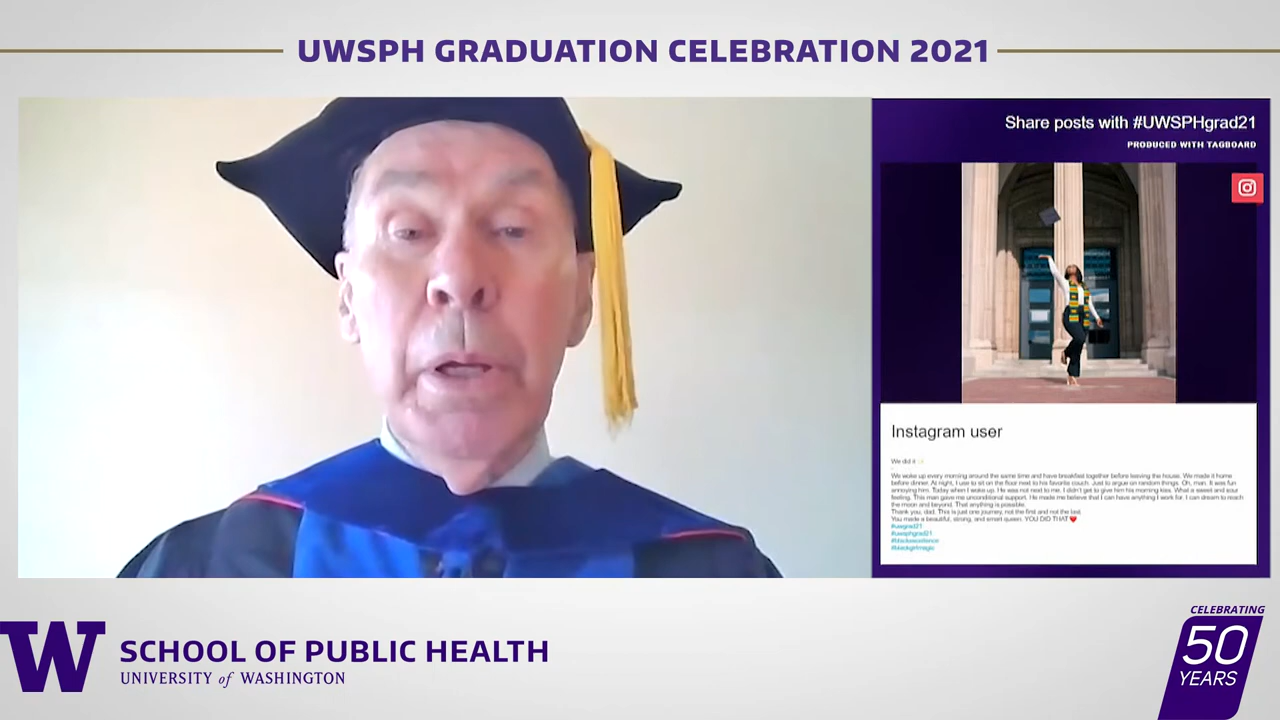 UWSPH GRADUATION CELEBRATION 2021
Share posts with #UWSPHgrad21
PRODUCED WITH TAGBOARD
Instagram user
We did it
We woke up every morning around the same time and have breakfast together before leaving the house. We made it home
before dinner. At night, I use to sit on the floor next to his favorite couch. Just to argue on random things. Oh, man. It was fun
annoying him. Today when I woke up. He was not next to me. I didn't get to give him his morning kiss. What a sweet and sour
feeling. This man gave me unconditional support. He made me believe that I can have anything I work for. I can dream to reach
the moon and beyond. That anything is possible.
Thank you, dad. This is just one journey, not the first and not the last.
You made a beautiful, strong, and smart queen. YOU DID THAT ❤️
#uwgrad21
#uwsphgrad21
#blackexcellence
#blackgirlmagic
W SCHOOL OF PUBLIC HEALTH
UNIVERSITY of WASHINGTON
CELEBRATING
50
YEARS